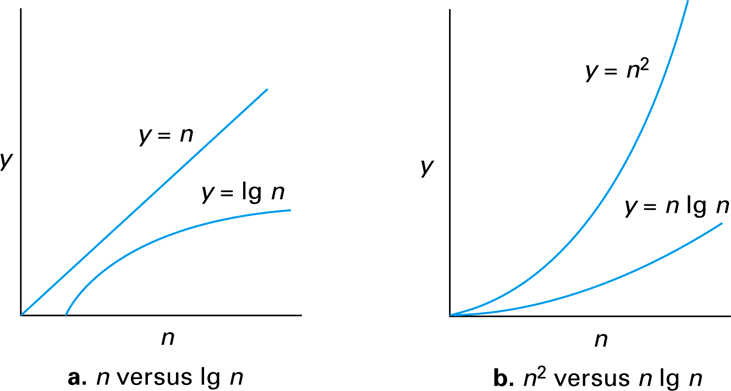 y
y = n
y = lg n
n
a. n versus lg n
y
y = n²
y = n lg n
n
b. n² versus n lg n